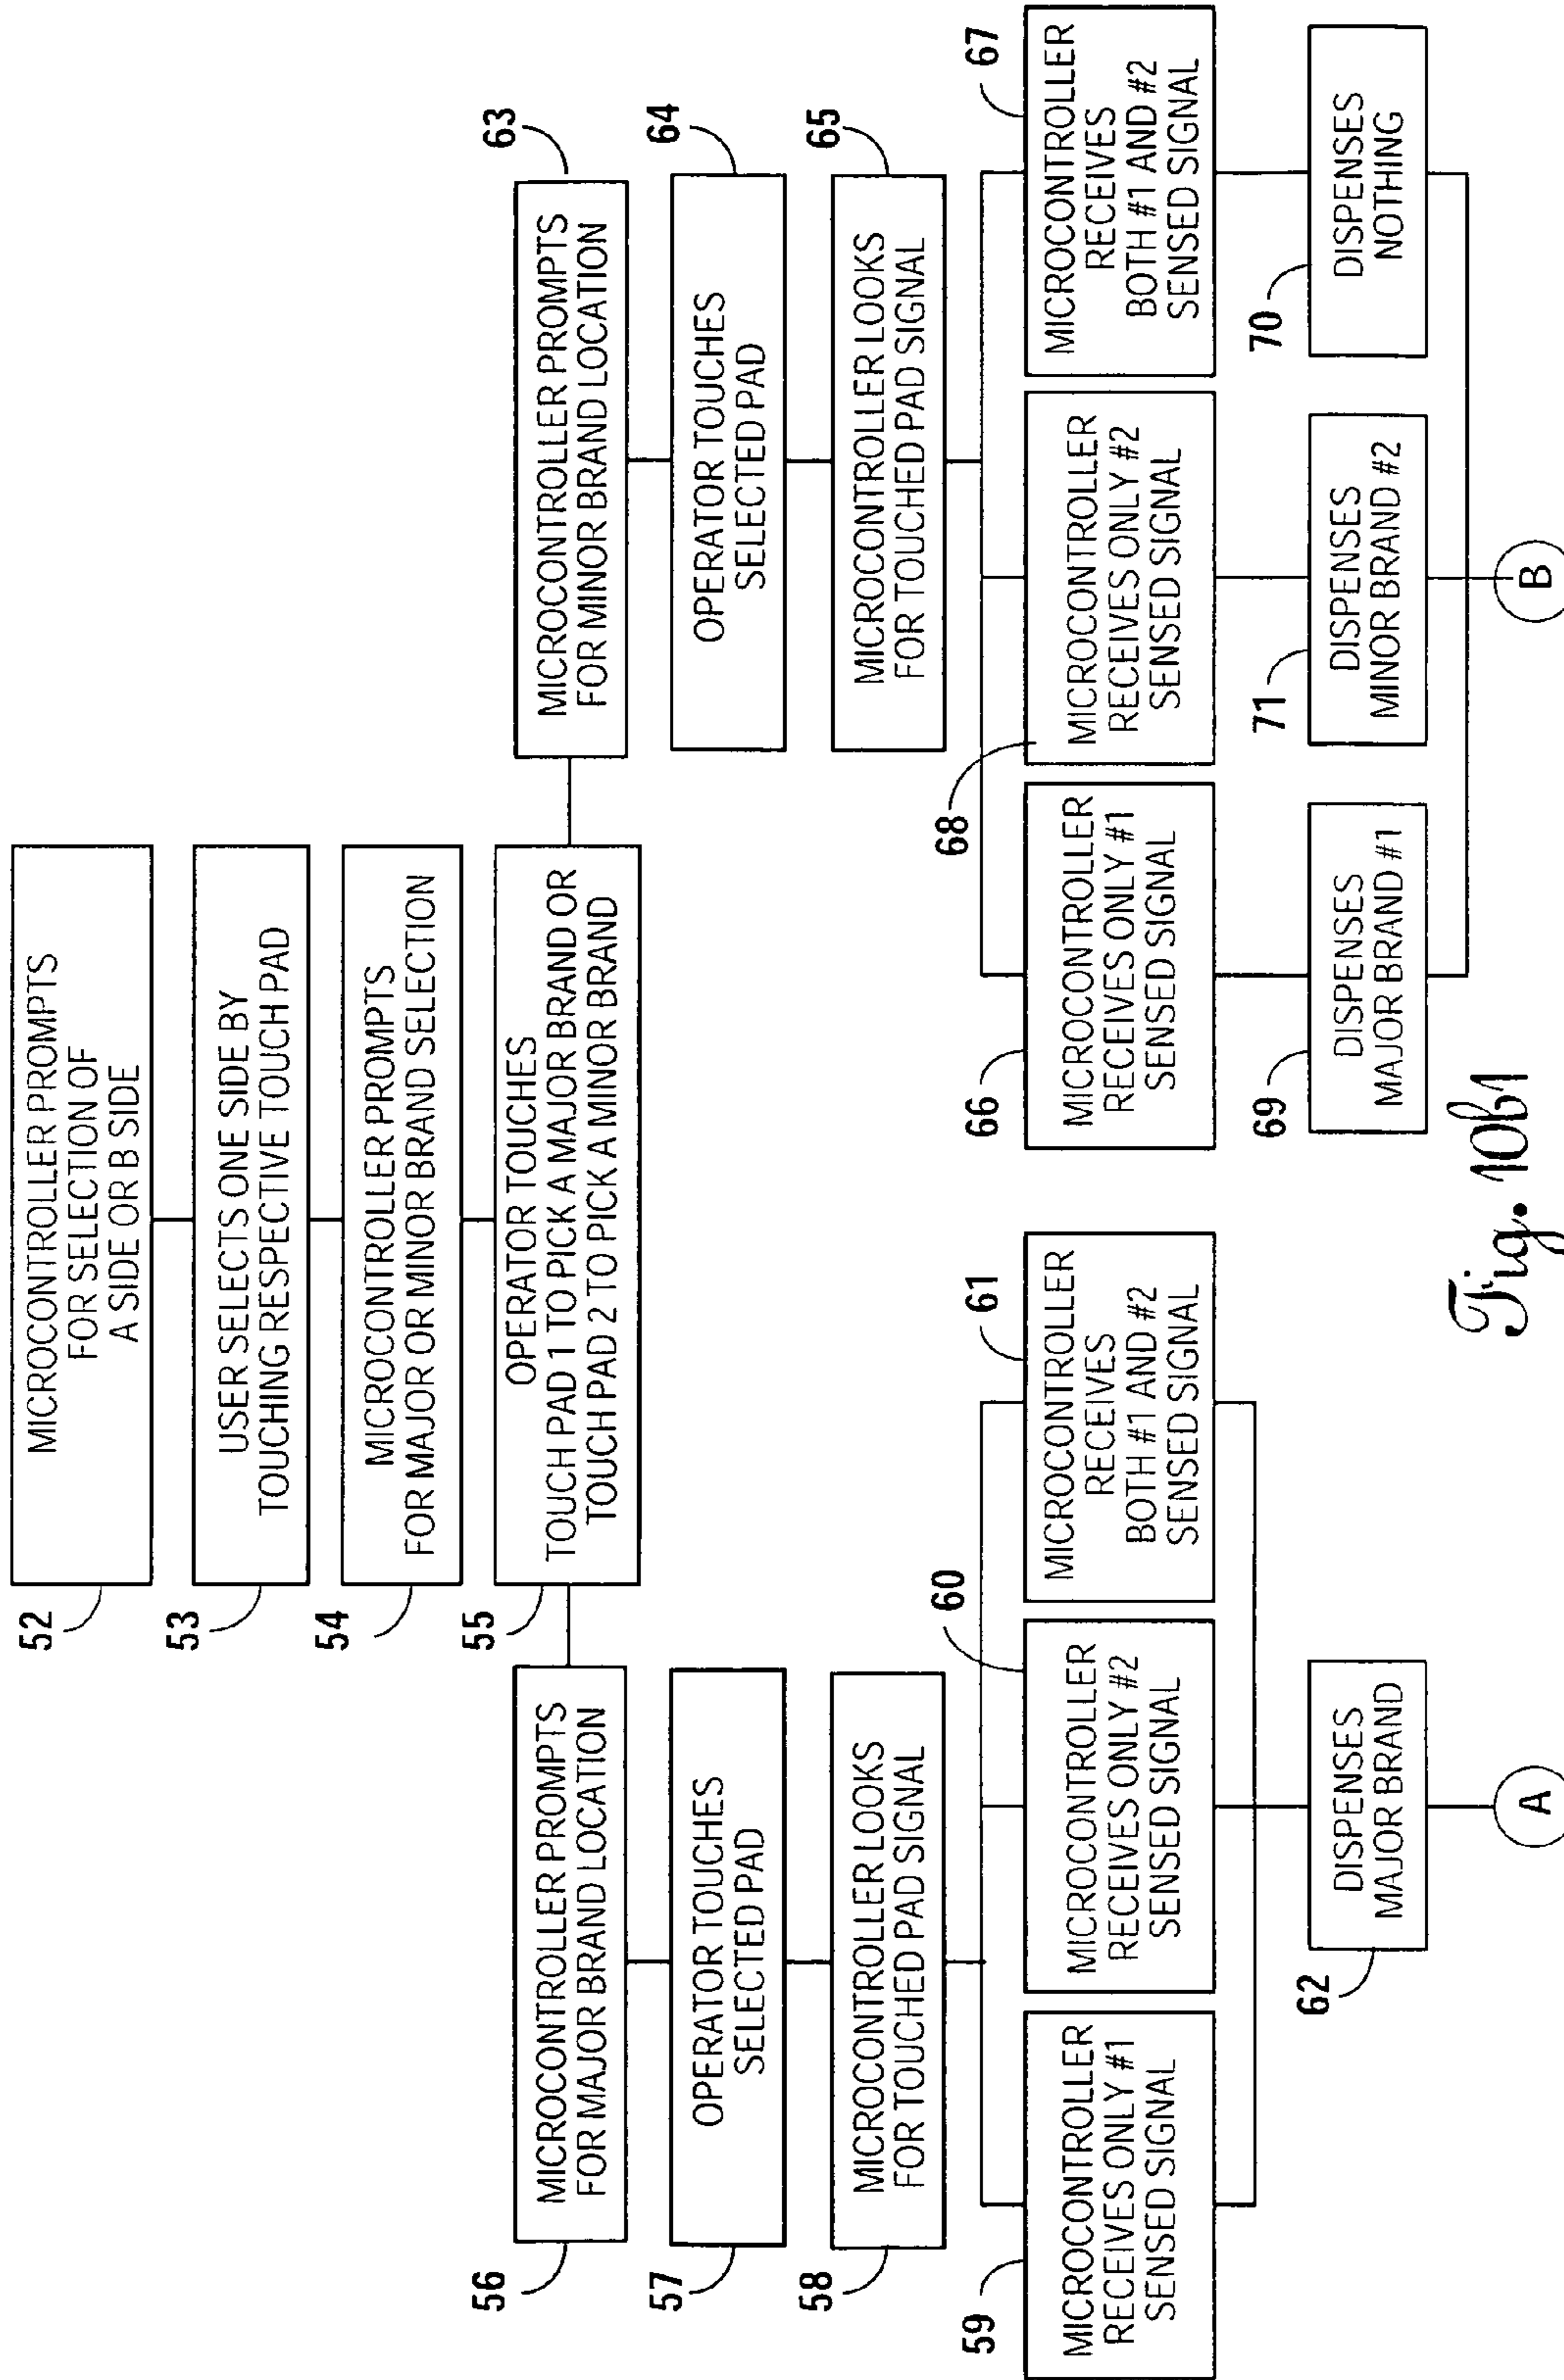 MICROCONTROLLER PROMPTS
FOR SELECTION OF
A SIDE OR B SIDE
52
USER SELECTS ONE SIDE BY
TOUCHING RESPECTIVE TOUCH PAD
53
MICROCONTROLLER PROMPTS
FOR MAJOR OR MINOR BRAND SELECTION
54
OPERATOR TOUCHES
TOUCH PAD 1 TO PICK A MAJOR BRAND OR
TOUCH PAD 2 TO PICK A MINOR BRAND
55
MICROCONTROLLER PROMPTS
FOR MAJOR BRAND LOCATION
56
OPERATOR TOUCHES
SELECTED PAD
57
MICROCONTROLLER LOOKS
FOR TOUCHED PAD SIGNAL
58
MICROCONTROLLER
RECEIVES ONLY #1
SENSED SIGNAL
59
MICROCONTROLLER
RECEIVES ONLY #2
SENSED SIGNAL
60
MICROCONTROLLER
RECEIVES
BOTH #1 AND #2
SENSED SIGNAL
61
DISPENSES
MAJOR BRAND
62
A
MICROCONTROLLER PROMPTS
FOR MINOR BRAND LOCATION
63
OPERATOR TOUCHES
SELECTED PAD
64
MICROCONTROLLER LOOKS
FOR TOUCHED PAD SIGNAL
65
MICROCONTROLLER
RECEIVES ONLY #1
SENSED SIGNAL
66
MICROCONTROLLER
RECEIVES ONLY #2
SENSED SIGNAL
68
MICROCONTROLLER
RECEIVES
BOTH #1 AND #2
SENSED SIGNAL
67
DISPENSES
MAJOR BRAND #1
69
DISPENSES
MINOR BRAND #2
71
DISPENSES
NOTHING
70
B
Fig. 10b1